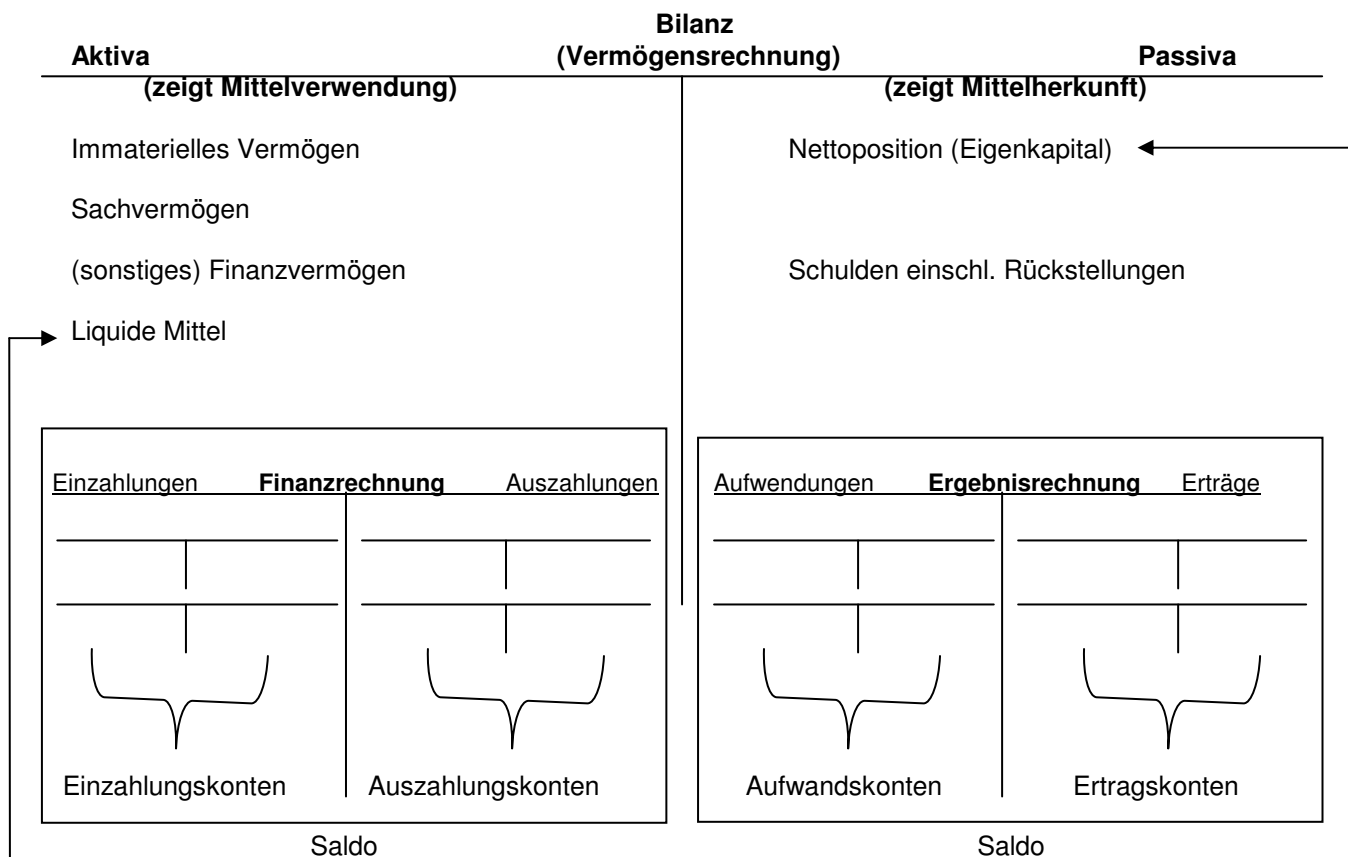 Bilanz
Aktiva (Vermögensrechnung) Passiva
(zeigt Mittelverwendung) (zeigt Mittelherkunft)
Immaterielles Vermögen Nettoposition (Eigenkapital)
Sachvermögen
(sonstiges) Finanzvermögen Schulden einschl. Rückstellungen
Liquide Mittel
Einzahlungen Finanzrechnung Auszahlungen Aufwendungen Ergebnisrechnung Erträge
Einzahlungskonten Auszahlungskonten Aufwandskonten Ertragskonten
Saldo Saldo